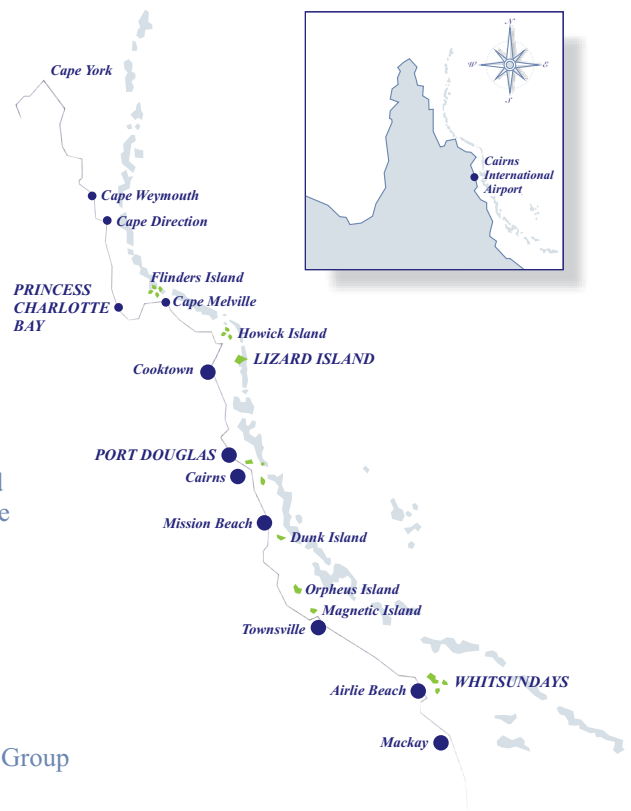 N
W
E
S
Cairns
International
Airport
Cape York
Cape Weymouth
Cape Direction
Flinders Island
PRINCESS
CHARLOTTE
BAY
Cape Melville
Howick Island
LIZARD ISLAND
Cooktown
PORT DOUGLAS
Cairns
Mission Beach
Dunk Island
Orpheus Island
Magnetic Island
Townsville
WHITSUNDAYS
Airlie Beach
Mackay
Group